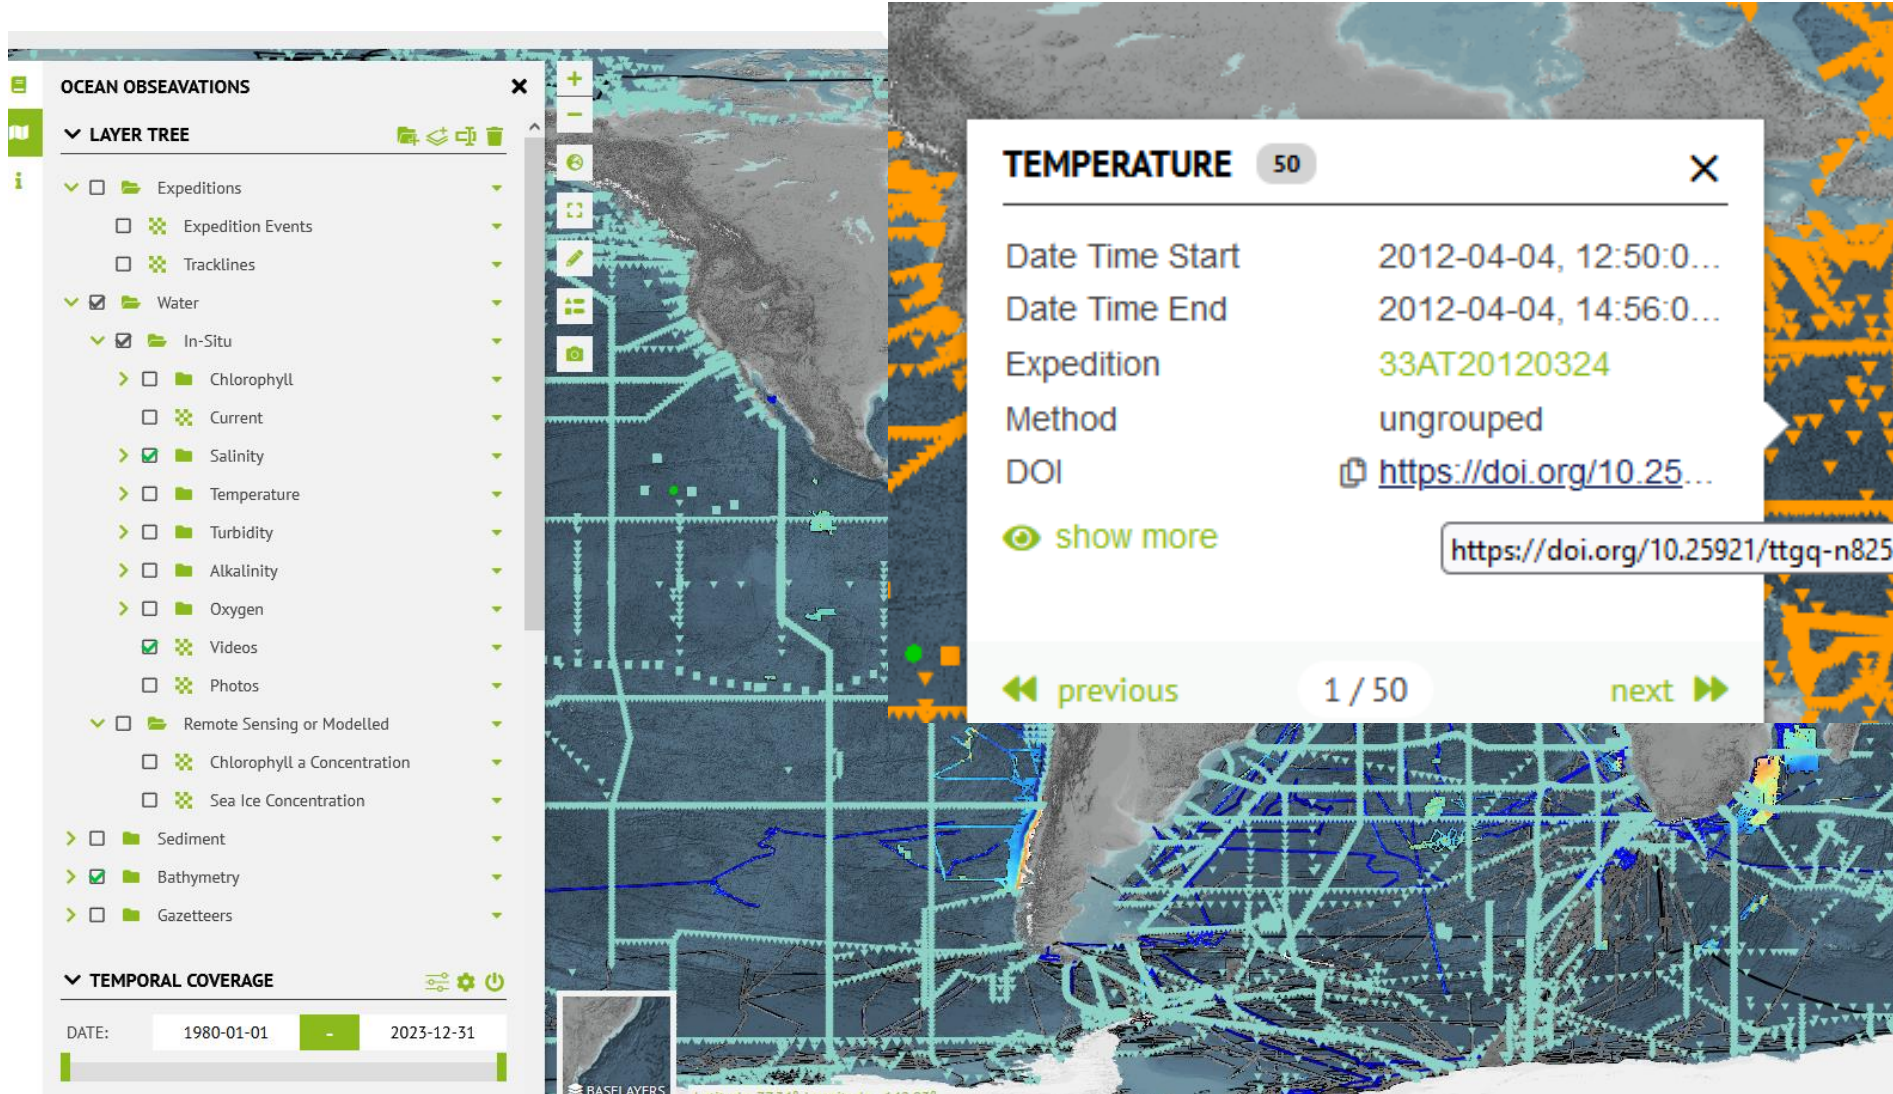 OCEAN OBSEAVATIONS
LAYER TREE
Expeditions
Expedition Events
Tracklines
Water
In-Situ
Chlorophyll
Current
Salinity
Temperature
Turbidity
Alkalinity
Oxygen
Videos
Photos
Remote Sensing or Modelled
Chlorophyll a Concentration
Sea Ice Concentration
Sediment
Bathymetry
Gazetteers
TEMPORAL COVERAGE
DATE: 1980-01-01 - 2023-12-31
BASELAYERS
TEMPERATURE 50
Date Time Start 2012-04-04, 12:50:0...
Date Time End 2012-04-04, 14:56:0...
Expedition 33AT20120324
Method ungrouped
DOI https://doi.org/10.25...
show more
https://doi.org/10.25921/ttgq-n825
previous 1 / 50 next